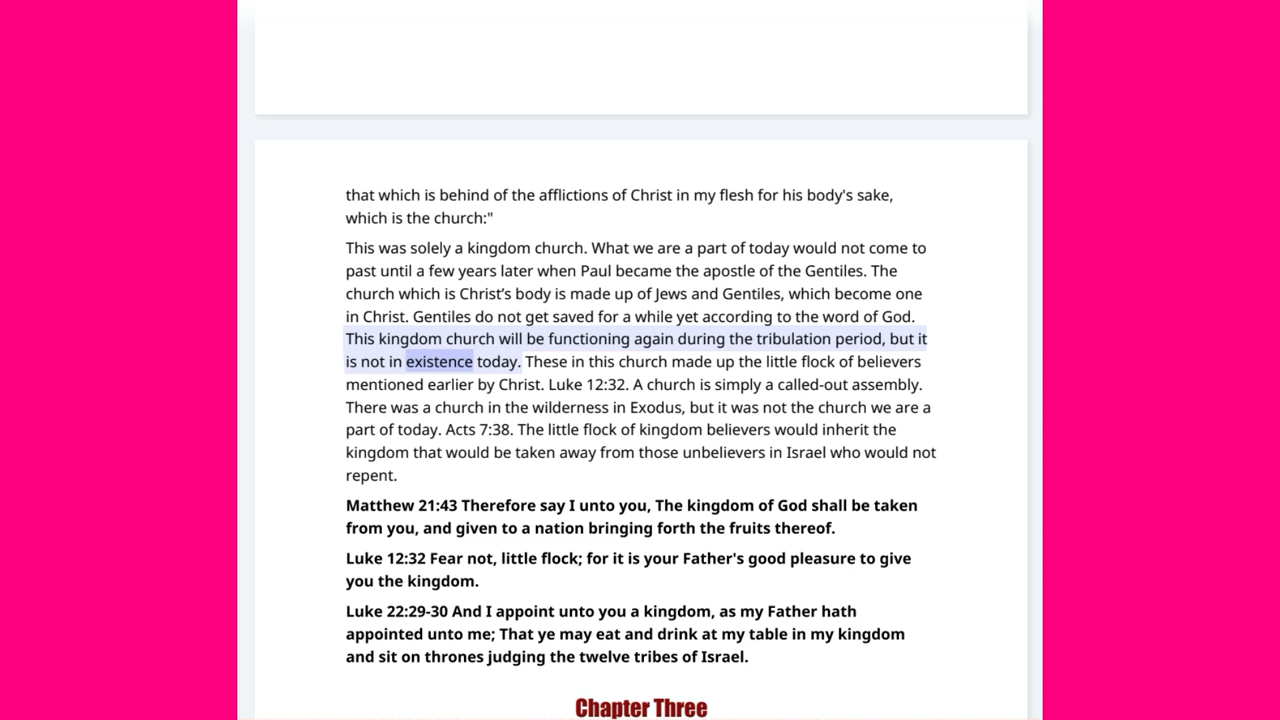 that which is behind of the afflictions of Christ in my flesh for his body's sake,
which is the church:"
This was solely a kingdom church. What we are a part of today would not come to
past until a few years later when Paul became the apostle of the Gentiles. The
church which is Christ’s body is made up of Jews and Gentiles, which become one
in Christ. Gentiles do not get saved for a while yet according to the word of God.
This kingdom church will be functioning again during the tribulation period, but it
is not in existence today. These in this church made up the little flock of believers
mentioned earlier by Christ. Luke 12:32. A church is simply a called-out assembly.
There was a church in the wilderness in Exodus, but it was not the church we are a
part of today. Acts 7:38. The little flock of kingdom believers would inherit the
kingdom that would be taken away from those unbelievers in Israel who would not
repent.
Matthew 21:43 Therefore say I unto you, The kingdom of God shall be taken
from you, and given to a nation bringing forth the fruits thereof.
Luke 12:32 Fear not, little flock; for it is your Father's good pleasure to give
you the kingdom.
Luke 22:29-30 And I appoint unto you a kingdom, as my Father hath
appointed unto me; That ye may eat and drink at my table in my kingdom
and sit on thrones judging the twelve tribes of Israel.
Chapter Three